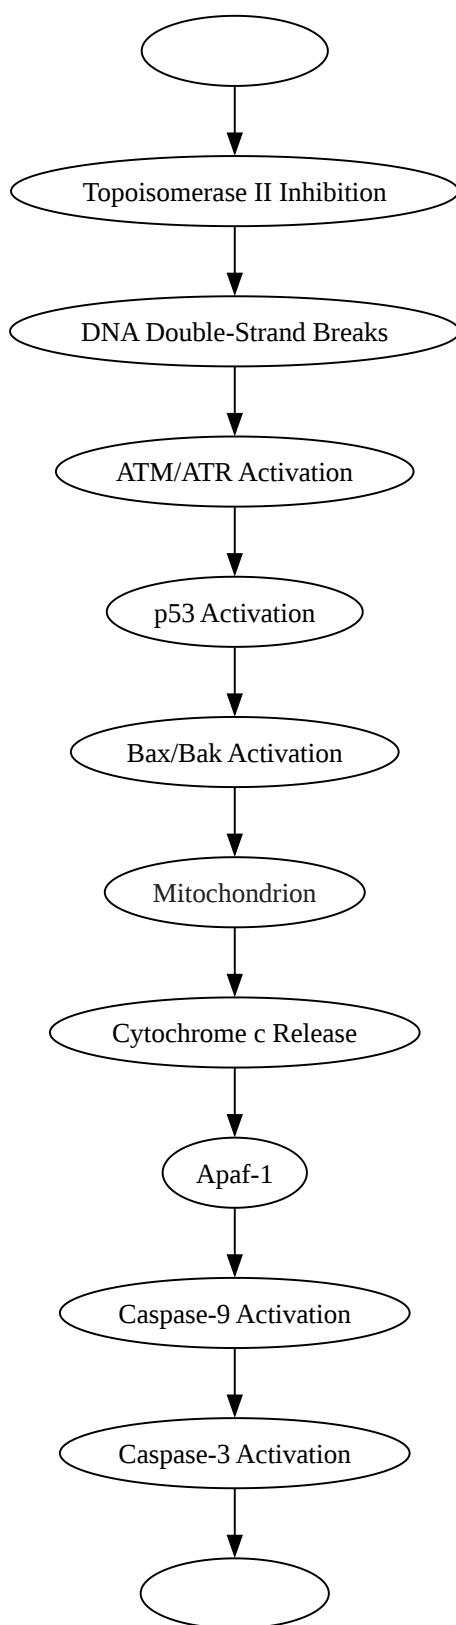 Topoisomerase II Inhibition
DNA Double-Strand Breaks
ATM/ATR Activation
p53 Activation
Bax/Bak Activation
Mitochondrion
Cytochrome c Release
Apaf-1
Caspase-9 Activation
Caspase-3 Activation